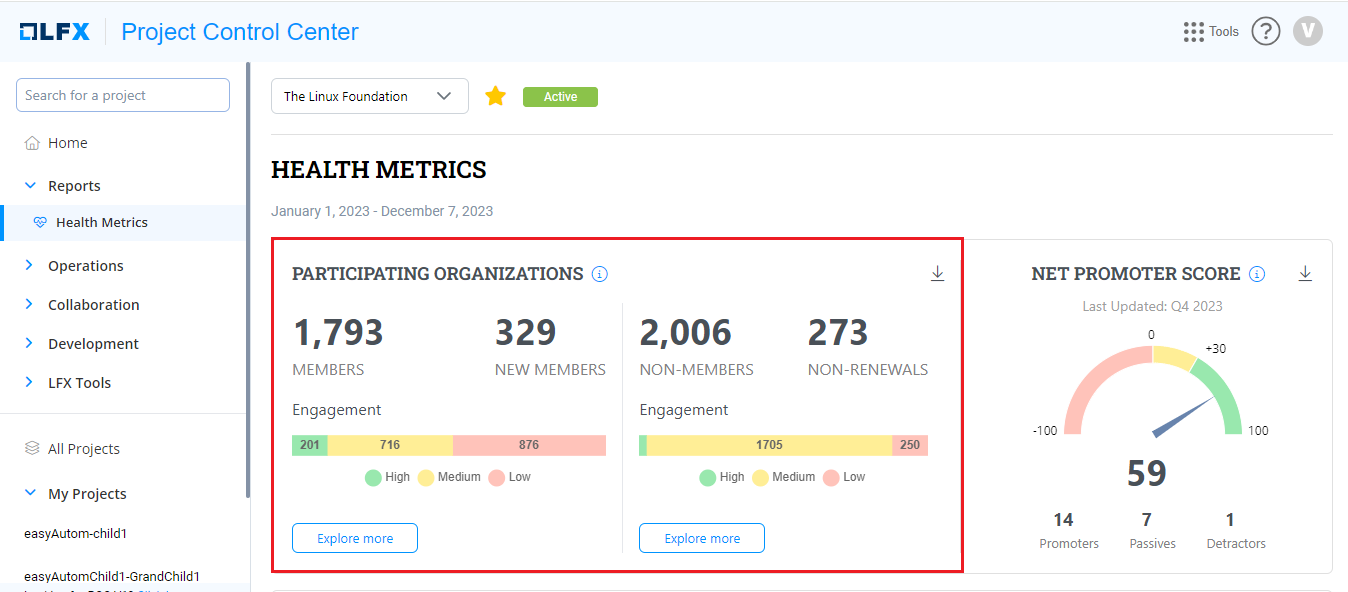 LFX Project Control Center
Tools ? V
Search for a project
Home
Reports
Health Metrics
Operations
Collaboration
Development
LFX Tools
All Projects
My Projects
easyAutom-child1
easyAutomChild1-GrandChild1
The Linux Foundation
Active
HEALTH METRICS
January 1, 2023 - December 7, 2023
PARTICIPATING ORGANIZATIONS
1,793 329 2,006 273
MEMBERS NEW MEMBERS NON-MEMBERS NON-RENEWALS
Engagement Engagement
201 716 876 1705 250
High Medium Low High Medium Low
Explore more Explore more
NET PROMOTER SCORE
Last Updated: Q4 2023
0
+30
-100 100
59
14 7 1
Promoters Passives Detractors